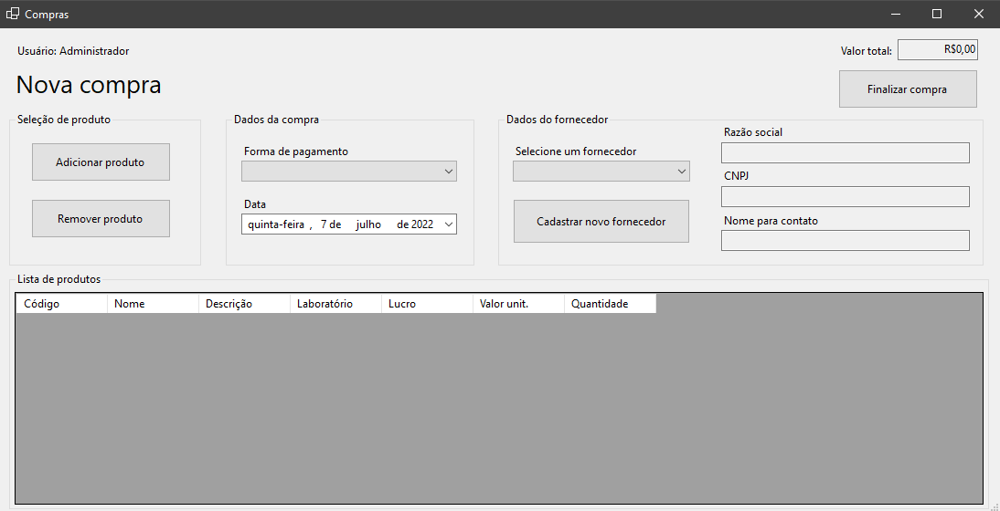 Compras
Usuário: Administrador
Valor total: R$0,00
Nova compra
Finalizar compra
Seleção de produto
Adicionar produto
Remover produto
Dados da compra
Forma de pagamento
Data
quinta-feira , 7 de julho de 2022
Dados do fornecedor
Selecione um fornecedor
Cadastrar novo fornecedor
Razão social
CNPJ
Nome para contato
Lista de produtos
Código Nome Descrição Laboratório Lucro Valor unit. Quantidade